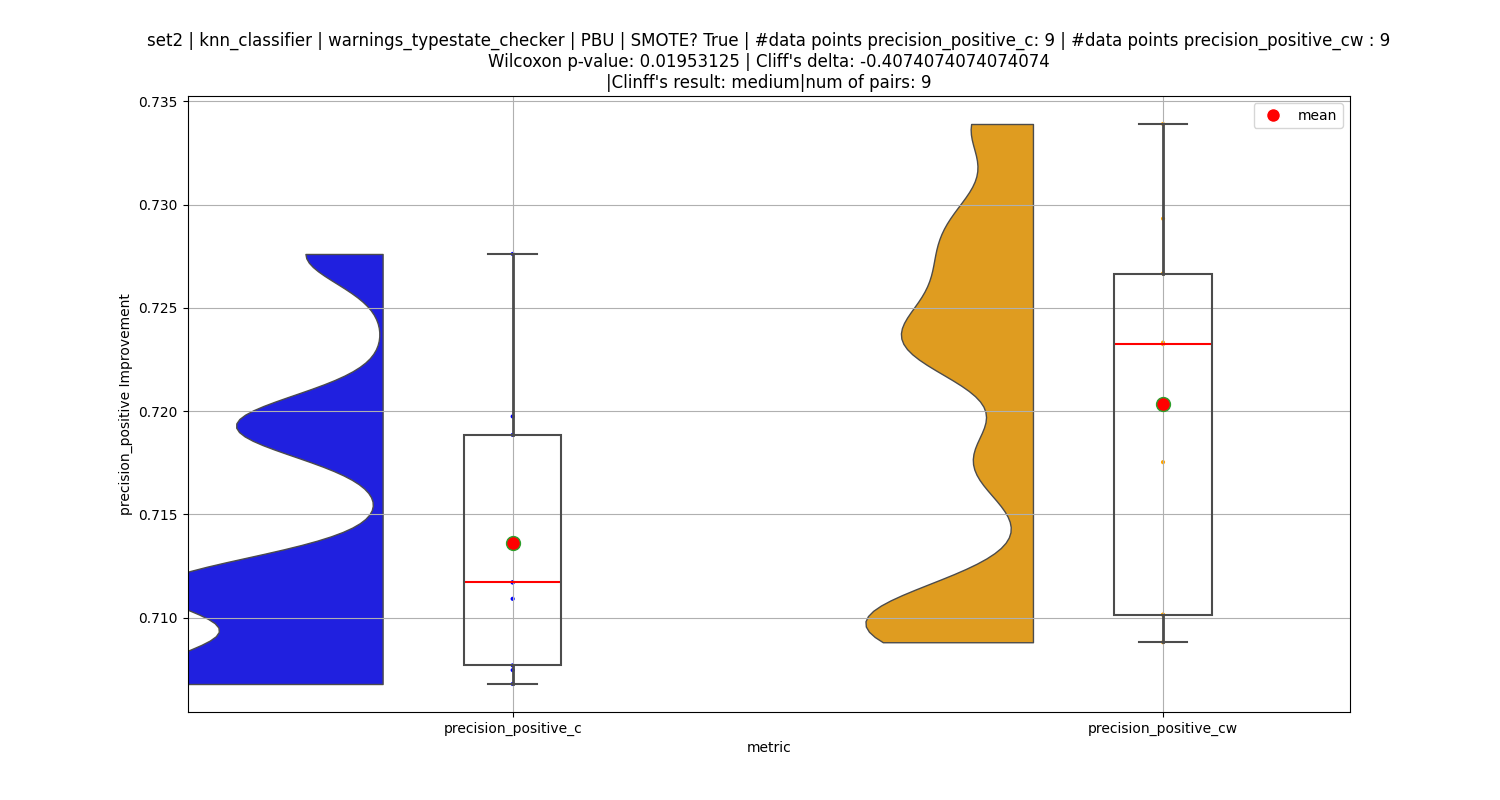 set2 | knn_classifier | warnings_typestate_checker | PBU | SMOTE? True | #data points precision_positive_c: 9 | #data points precision_positive_cw : 9
Wilcoxon p-value: 0.01953125 | Cliff's delta: -0.4074074074074074
|Clinff's result: medium|num of pairs: 9
mean
0.735
0.730
0.725
0.720
0.715
0.710
precision_positive Improvement
precision_positive_c
precision_positive_cw
metric